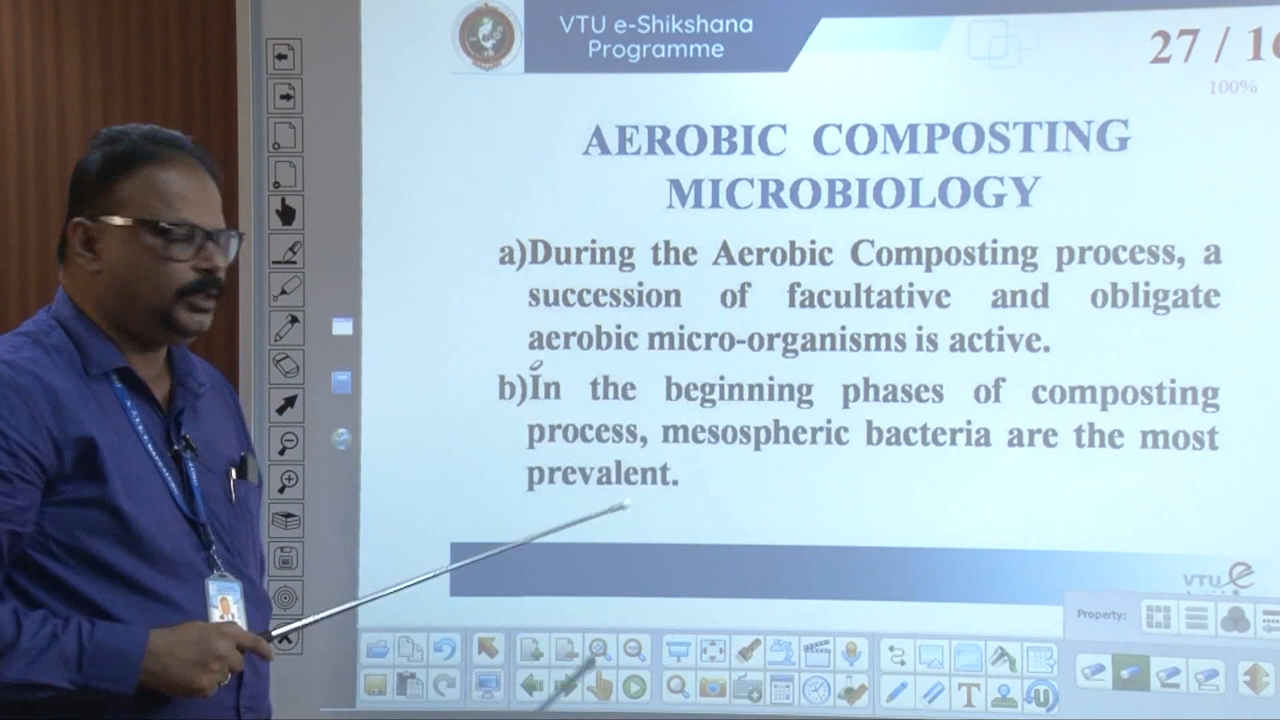 VTU e-Shikshana
Programme
27 / 16
100%
AEROBIC COMPOSTING
MICROBIOLOGY
a)During the Aerobic Composting process, a
succession of facultative and obligate
aerobic micro-organisms is active.
b)In the beginning phases of composting
process, mesospheric bacteria are the most
prevalent.
VTU e
Property: